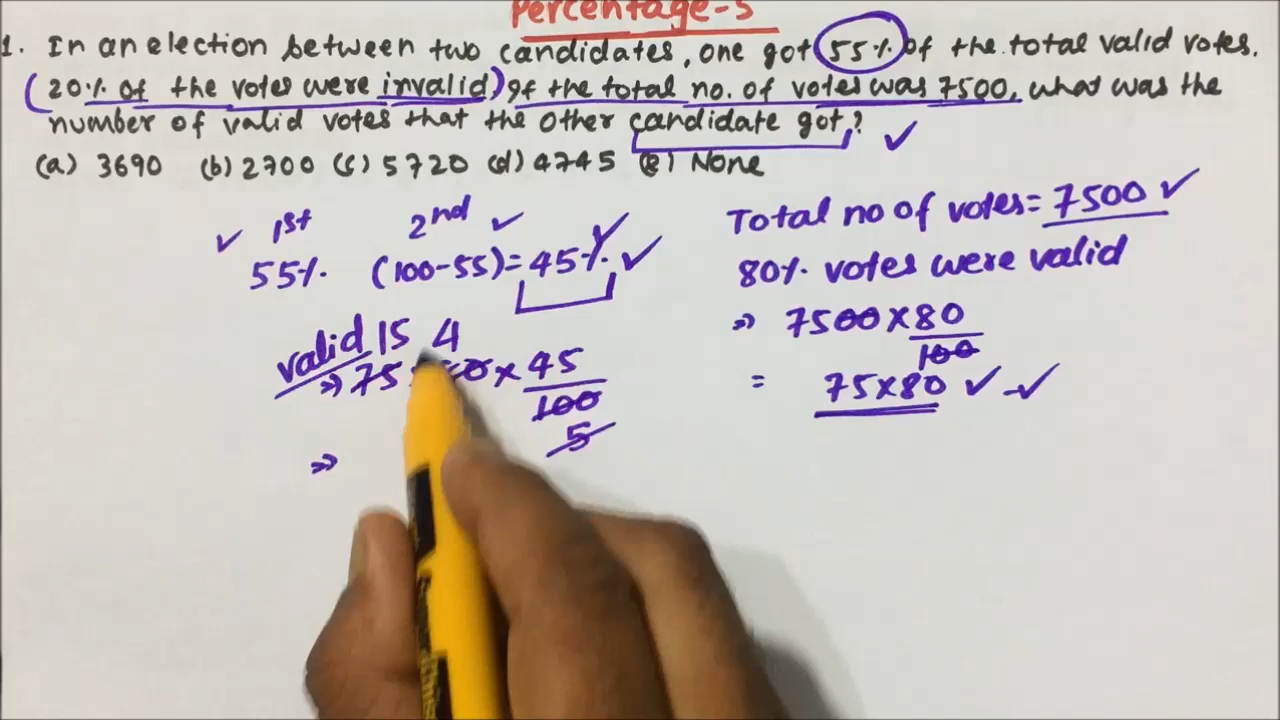 Percentage-5
1. In an election between two candidates, one got 55% of the total valid votes.
(20% of the votes were invalid) If the total no. of votes was 7500, what was the
number of valid votes that the other candidate got?
(a) 3690 (b) 2700 (c) 5720 (d) 4745 (e) None
1st 2nd
55% (100-55) = 45%
valid 15 4
⇒ 75 × 45
100
5
⇒
Total no of votes = 7500
80% votes were valid
⇒ 7500 × 80
100
= 75×80